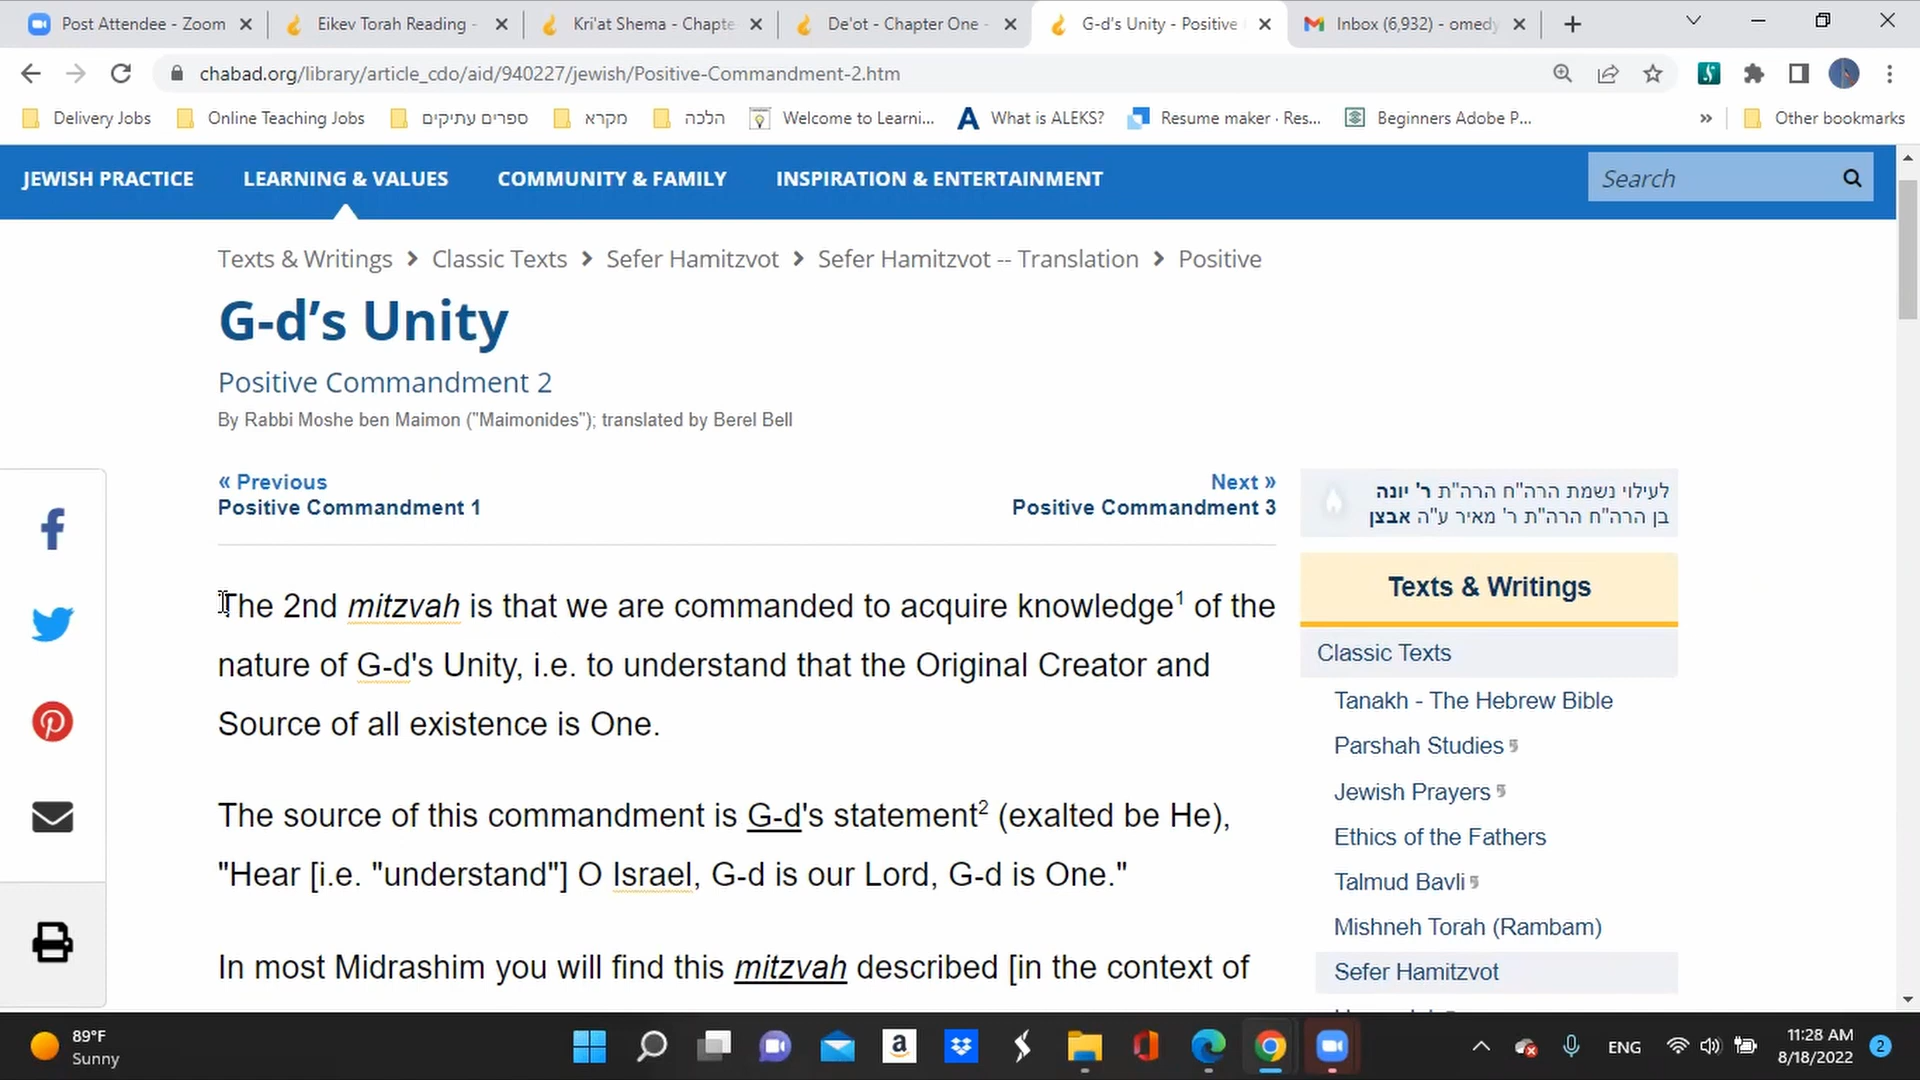 Post Attendee - Zoom
Eikev Torah Reading -
Kri'at Shema - Chapte
De'ot - Chapter One -
G-d's Unity - Positive
Inbox (6,932) - omedy
chabad.org/library/article_cdo/aid/940227/jewish/Positive-Commandment-2.htm
Delivery Jobs
Online Teaching Jobs
ספרים עתיקים
מקרא
הלכה
Welcome to Learni...
What is ALEKS?
Resume maker · Res...
Beginners Adobe P...
»
Other bookmarks
JEWISH PRACTICE
LEARNING & VALUES
COMMUNITY & FAMILY
INSPIRATION & ENTERTAINMENT
Search
Texts & Writings > Classic Texts > Sefer Hamitzvot > Sefer Hamitzvot -- Translation > Positive
G-d’s Unity
Positive Commandment 2
By Rabbi Moshe ben Maimon ("Maimonides"); translated by Berel Bell
« Previous
Positive Commandment 1
Next »
Positive Commandment 3
The 2nd mitzvah is that we are commanded to acquire knowledge1 of the
nature of G-d's Unity, i.e. to understand that the Original Creator and
Source of all existence is One.
The source of this commandment is G-d's statement2 (exalted be He),
"Hear [i.e. "understand"] O Israel, G-d is our Lord, G-d is One."
In most Midrashim you will find this mitzvah described [in the context of
לעילוי נשמת הרה"ח הרה"ת ר' יונה
בן הרה"ח הרה"ת ר' מאיר ע"ה אבצן
Texts & Writings
Classic Texts
Tanakh - The Hebrew Bible
Parshah Studies
Jewish Prayers
Ethics of the Fathers
Talmud Bavli
Mishneh Torah (Rambam)
Sefer Hamitzvot
89°F
Sunny
ENG
11:28 AM
8/18/2022
2